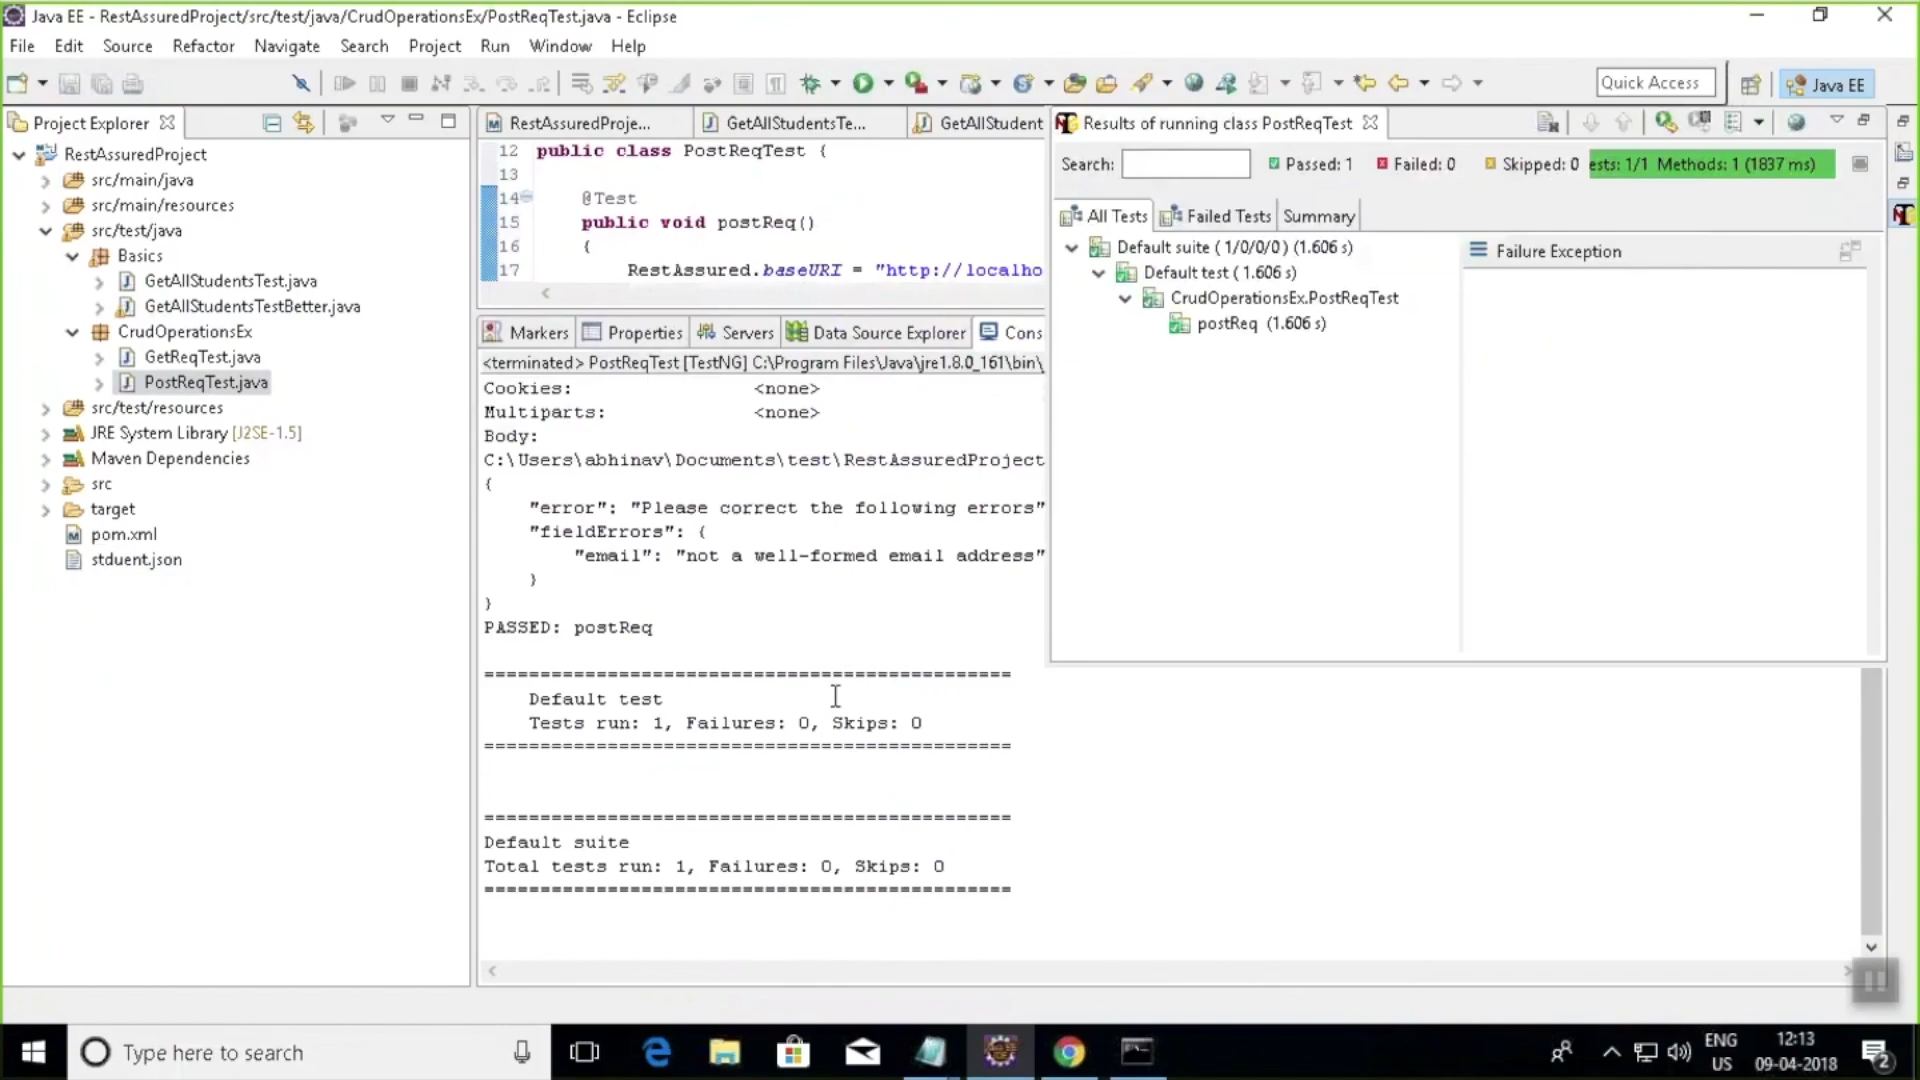 Java EE - RestAssuredProject/src/test/java/CrudOperationsEx/PostReqTest.java - Eclipse
File Edit Source Refactor Navigate Search Project Run Window Help
Quick Access
Java EE
Project Explorer
RestAssuredProject
src/main/java
src/main/resources
src/test/java
Basics
GetAllStudentsTest.java
GetAllStudentsTestBetter.java
CrudOperationsEx
GetReqTest.java
PostReqTest.java
src/test/resources
JRE System Library [J2SE-1.5]
Maven Dependencies
src
target
pom.xml
stduent.json
RestAssuredProje... GetAllStudentsTe... GetAllStudent
12 public class PostReqTest {
13
14 @Test
15 public void postReq()
16 {
17 RestAssured.baseURI = "http://localho
Markers Properties Servers Data Source Explorer Cons
<terminated> PostReqTest [TestNG] C:\Program Files\Java\jre1.8.0_161\bin\
Cookies: <none>
Multiparts: <none>
Body:
C:\Users\abhinav\Documents\test\RestAssuredProject
{
"error": "Please correct the following errors"
"fieldErrors": {
"email": "not a well-formed email address"
}
}
PASSED: postReq
===============================================
Default test
Tests run: 1, Failures: 0, Skips: 0
===============================================
===============================================
Default suite
Total tests run: 1, Failures: 0, Skips: 0
===============================================
Results of running class PostReqTest
Search: Passed: 1 Failed: 0 Skipped: 0 ests: 1/1 Methods: 1 (1837 ms)
All Tests Failed Tests Summary
Default suite ( 1/0/0/0 ) (1.606 s)
Default test ( 1.606 s)
CrudOperationsEx.PostReqTest
postReq (1.606 s)
Failure Exception
Type here to search
ENG
US
12:13
09-04-2018
2